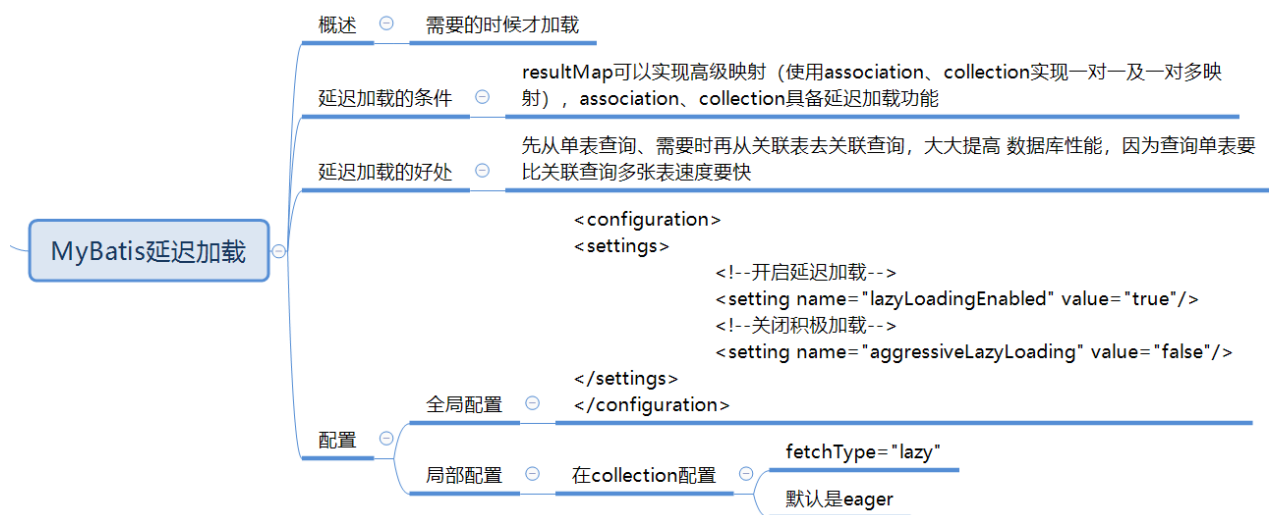 概述
需要的时候才加载
延迟加载的条件
resultMap可以实现高级映射（使用association、collection实现一对一及一对多映
射），association、collection具备延迟加载功能
延迟加载的好处
先从单表查询、需要时再从关联表去关联查询，大大提高 数据库性能，因为查询单表要
比关联查询多张表速度要快
MyBatis延迟加载
<configuration>
<settings>
<!--开启延迟加载-->
<setting name="lazyLoadingEnabled" value="true"/>
<!--关闭积极加载-->
<setting name="aggressiveLazyLoading" value="false"/>
</settings>
</configuration>
全局配置
配置
局部配置
在collection配置
fetchType="lazy"
默认是eager